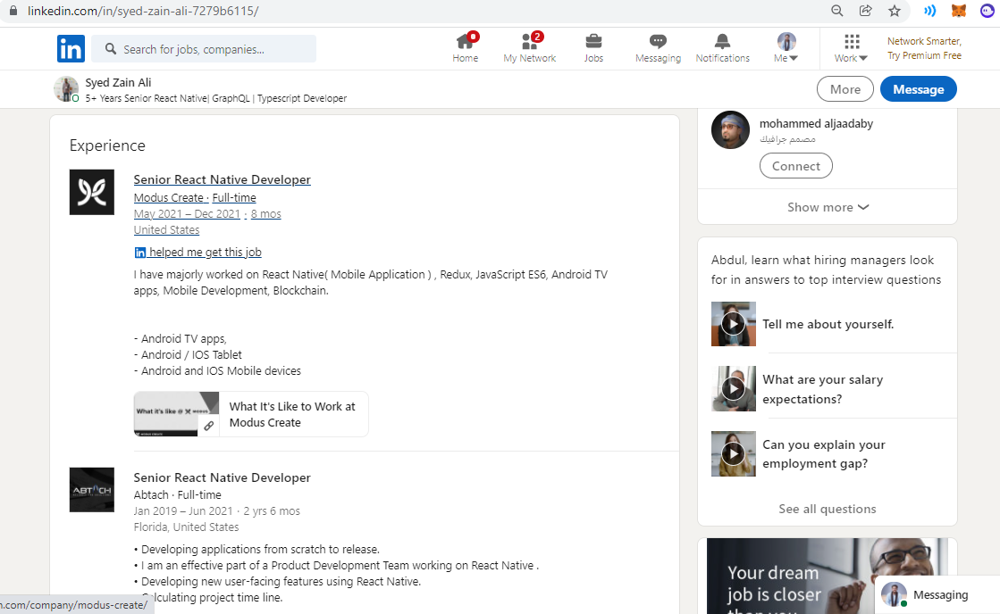 linkedin.com/in/syed-zain-ali-7279b6115/
in
Search for jobs, companies...
Home
2
My Network
Jobs
Messaging
Notifications
Me
Work
Network Smarter,
Try Premium Free
Syed Zain Ali
5+ Years Senior React Native| GraphQL | Typescript Developer
More
Message
Experience
Senior React Native Developer
Modus Create · Full-time
May 2021 – Dec 2021 · 8 mos
United States
in helped me get this job
I have majorly worked on React Native( Mobile Application ) , Redux, JavaScript ES6, Android TV
apps, Mobile Development, Blockchain.
- Android TV apps,
- Android / IOS Tablet
- Android and IOS Mobile devices
What it's like @ MODUS
What It's Like to Work at
Modus Create
ABTACH
Senior React Native Developer
Abtach · Full-time
Jan 2019 – Jun 2021 · 2 yrs 6 mos
Florida, United States
• Developing applications from scratch to release.
• I am an effective part of a Product Development Team working on React Native .
• Developing new user-facing features using React Native.
Calculating project time line.
n.com/company/modus-create/
mohammed aljaadaby
مصمم جرافيك
Connect
Show more
Abdul, learn what hiring managers look
for in answers to top interview questions
Tell me about yourself.
What are your salary
expectations?
Can you explain your
employment gap?
See all questions
Your dream
job is closer
than you
Messaging